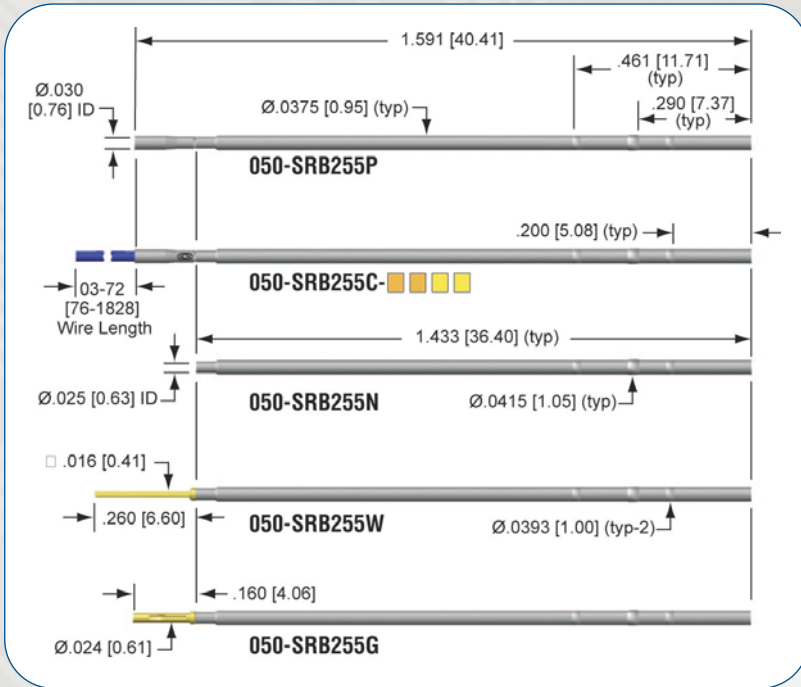 1.591 [40.41]
.461 [11.71]
(typ)
Ø.030
[0.76] ID
Ø.0375 [0.95] (typ)
.290 [7.37]
(typ)
050-SRB255P
.200 [5.08] (typ)
050-SRB255C-
03-72
[76-1828]
Wire Length
1.433 [36.40] (typ)
Ø.025 [0.63] ID
050-SRB255N
Ø.0415 [1.05] (typ)
□ .016 [0.41]
.260 [6.60]
050-SRB255W
Ø.0393 [1.00] (typ-2)
.160 [4.06]
Ø.024 [0.61]
050-SRB255G